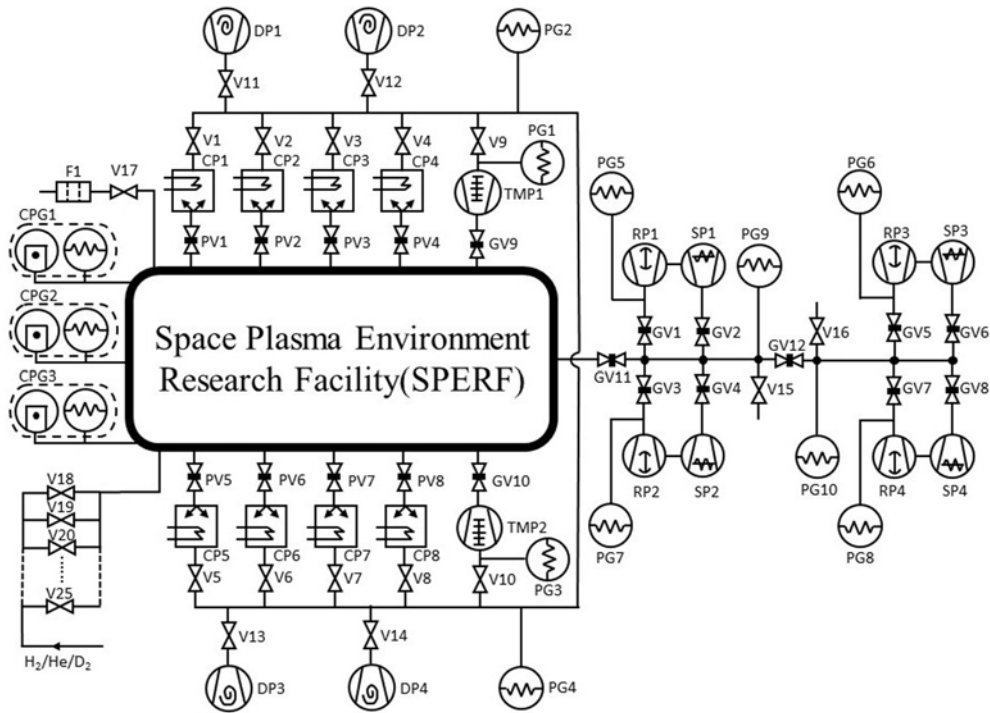 DP1
DP2
PG2
V11
V12
V1
V2
V3
V4
V9
PG1
CP1
CP2
CP3
CP4
TMP1
F1
V17
PV1
PV2
PV3
PV4
GV9
CPG1
CPG2
CPG3
Space Plasma Environment
Research Facility(SPERF)
PG5
PG6
RP1
SP1
PG9
RP3
SP3
GV1
GV2
V16
GV5
GV6
GV11
GV12
GV3
GV4
V15
GV7
GV8
RP2
SP2
PG10
RP4
SP4
PG7
PG8
PV5
PV6
PV7
PV8
GV10
TMP2
CP5
CP6
CP7
CP8
V5
V6
V7
V8
V10
PG3
V18
V19
V20
V25
H₂/He/D₂
V13
V14
DP3
DP4
PG4